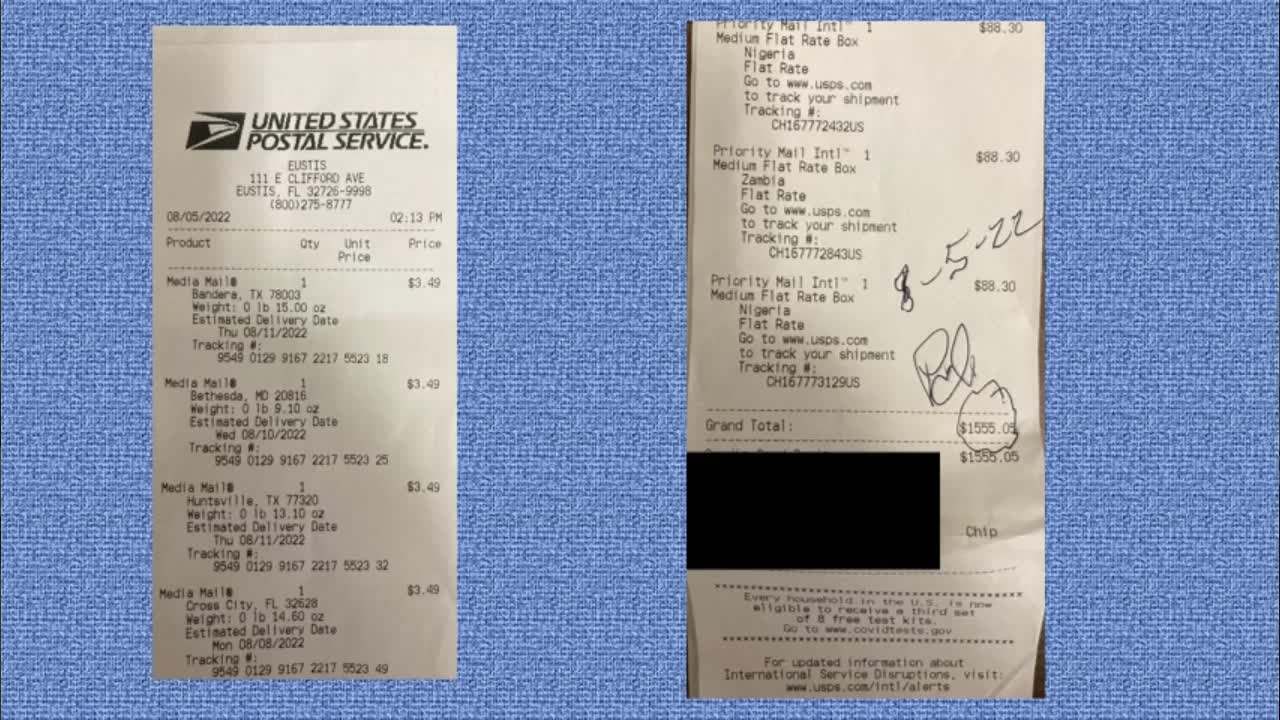 UNITED STATES
POSTAL SERVICE.
EUSTIS
111 E CLIFFORD AVE
EUSTIS, FL 32726-9998
(800)275-8777
08/05/2022 02:13 PM
Product Qty Unit Price
Price
Media Mail® 1 $3.49
Bandera, TX 78003
Weight: 0 lb 15.00 oz
Estimated Delivery Date
Thu 08/11/2022
Tracking #:
9549 0129 9167 2217 5523 18
Media Mail® 1 $3.49
Bethesda, MD 20816
Weight: 0 lb 9.10 oz
Estimated Delivery Date
Wed 08/10/2022
Tracking #:
9549 0129 9167 2217 5523 25
Media Mail® 1 $3.49
Huntsville, TX 77320
Weight: 0 lb 13.10 oz
Estimated Delivery Date
Thu 08/11/2022
Tracking #:
9549 0129 9167 2217 5523 32
Media Mail® 1 $3.49
Cross City, FL 32628
Weight: 0 lb 14.60 oz
Estimated Delivery Date
Mon 08/08/2022
Tracking #:
9549 0129 9167 2217 5523 49
Priority Mail Intl™ 1 $88.30
Medium Flat Rate Box
Nigeria
Flat Rate
Go to www.usps.com
to track your shipment
Tracking #:
CH167772432US
Priority Mail Intl™ 1 $88.30
Medium Flat Rate Box
Zambia
Flat Rate
Go to www.usps.com
to track your shipment
Tracking #:
CH167772843US
8-5-22
Priority Mail Intl™ 1 $88.30
Medium Flat Rate Box
Nigeria
Flat Rate
Go to www.usps.com
to track your shipment
Tracking #:
CH167773129US
Grand Total: $1555.05
$1555.05
Chip
Every household in the U.S. is now
eligible to receive a third set
of 8 free test kits.
Go to www.covidtests.gov
For updated information about
International Service Disruptions, visit:
www.usps.com/intl/alerts